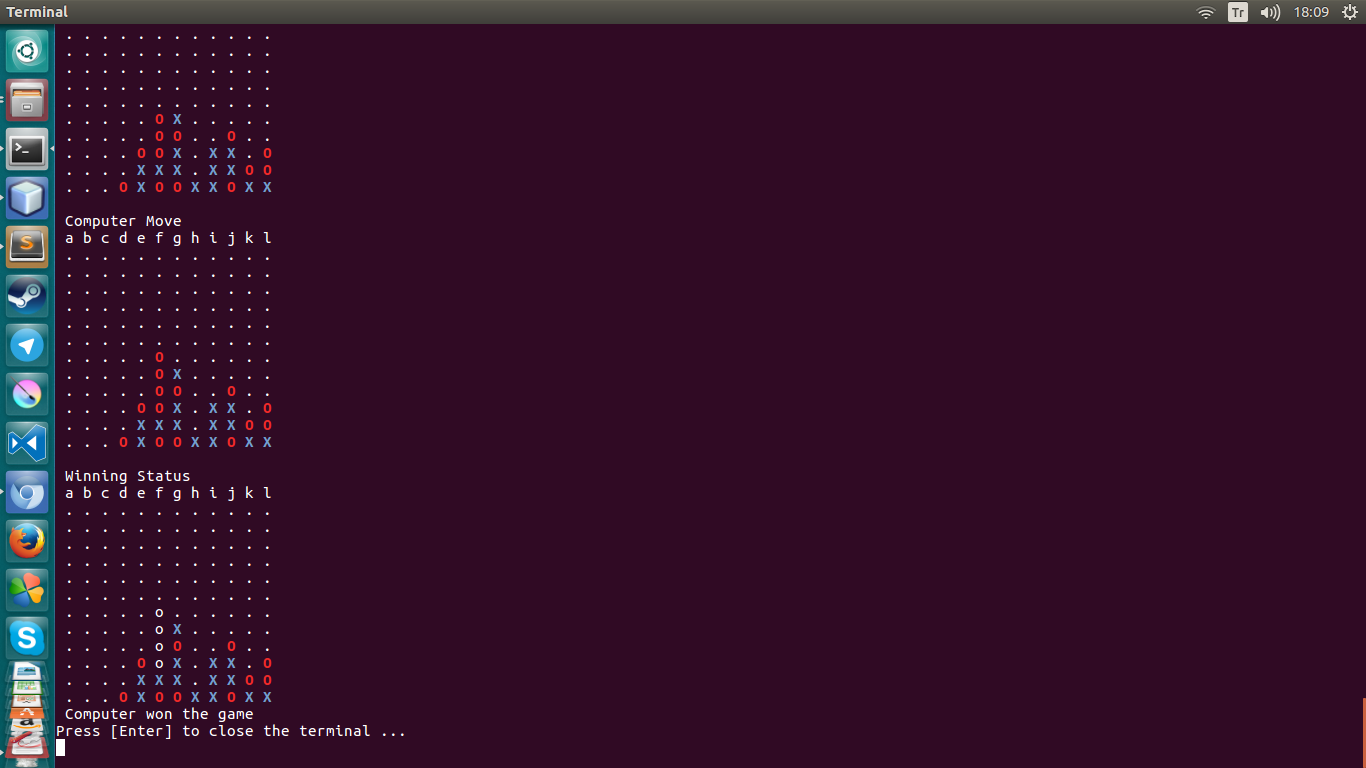 Terminal Tr 18:09
. . . . . . . . . . . .
. . . . . . . . . . . .
. . . . . . . . . . . .
. . . . . . . . . . . .
. . . . . . . . . . . .
. . . . . O X . . . . .
. . . . . O O . . O . .
. . . . O O X . X X . O
. . . . X X X . X X O O
. . . O X O O X X O X X
Computer Move
a b c d e f g h i j k l
. . . . . . . . . . . .
. . . . . . . . . . . .
. . . . . . . . . . . .
. . . . . . . . . . . .
. . . . . . . . . . . .
. . . . . . . . . . . .
. . . . . O . . . . . .
. . . . . O X . . . . .
. . . . . O O . . O . .
. . . . O O X . X X . O
. . . . X X X . X X O O
. . . O X O O X X O X X
Winning Status
a b c d e f g h i j k l
. . . . . . . . . . . .
. . . . . . . . . . . .
. . . . . . . . . . . .
. . . . . . . . . . . .
. . . . . . . . . . . .
. . . . . . . . . . . .
. . . . . o . . . . . .
. . . . . o X . . . . .
. . . . . o O . . O . .
. . . . O o X . X X . O
. . . . X X X . X X O O
. . . O X O O X X O X X
Computer won the game
Press [Enter] to close the terminal ...